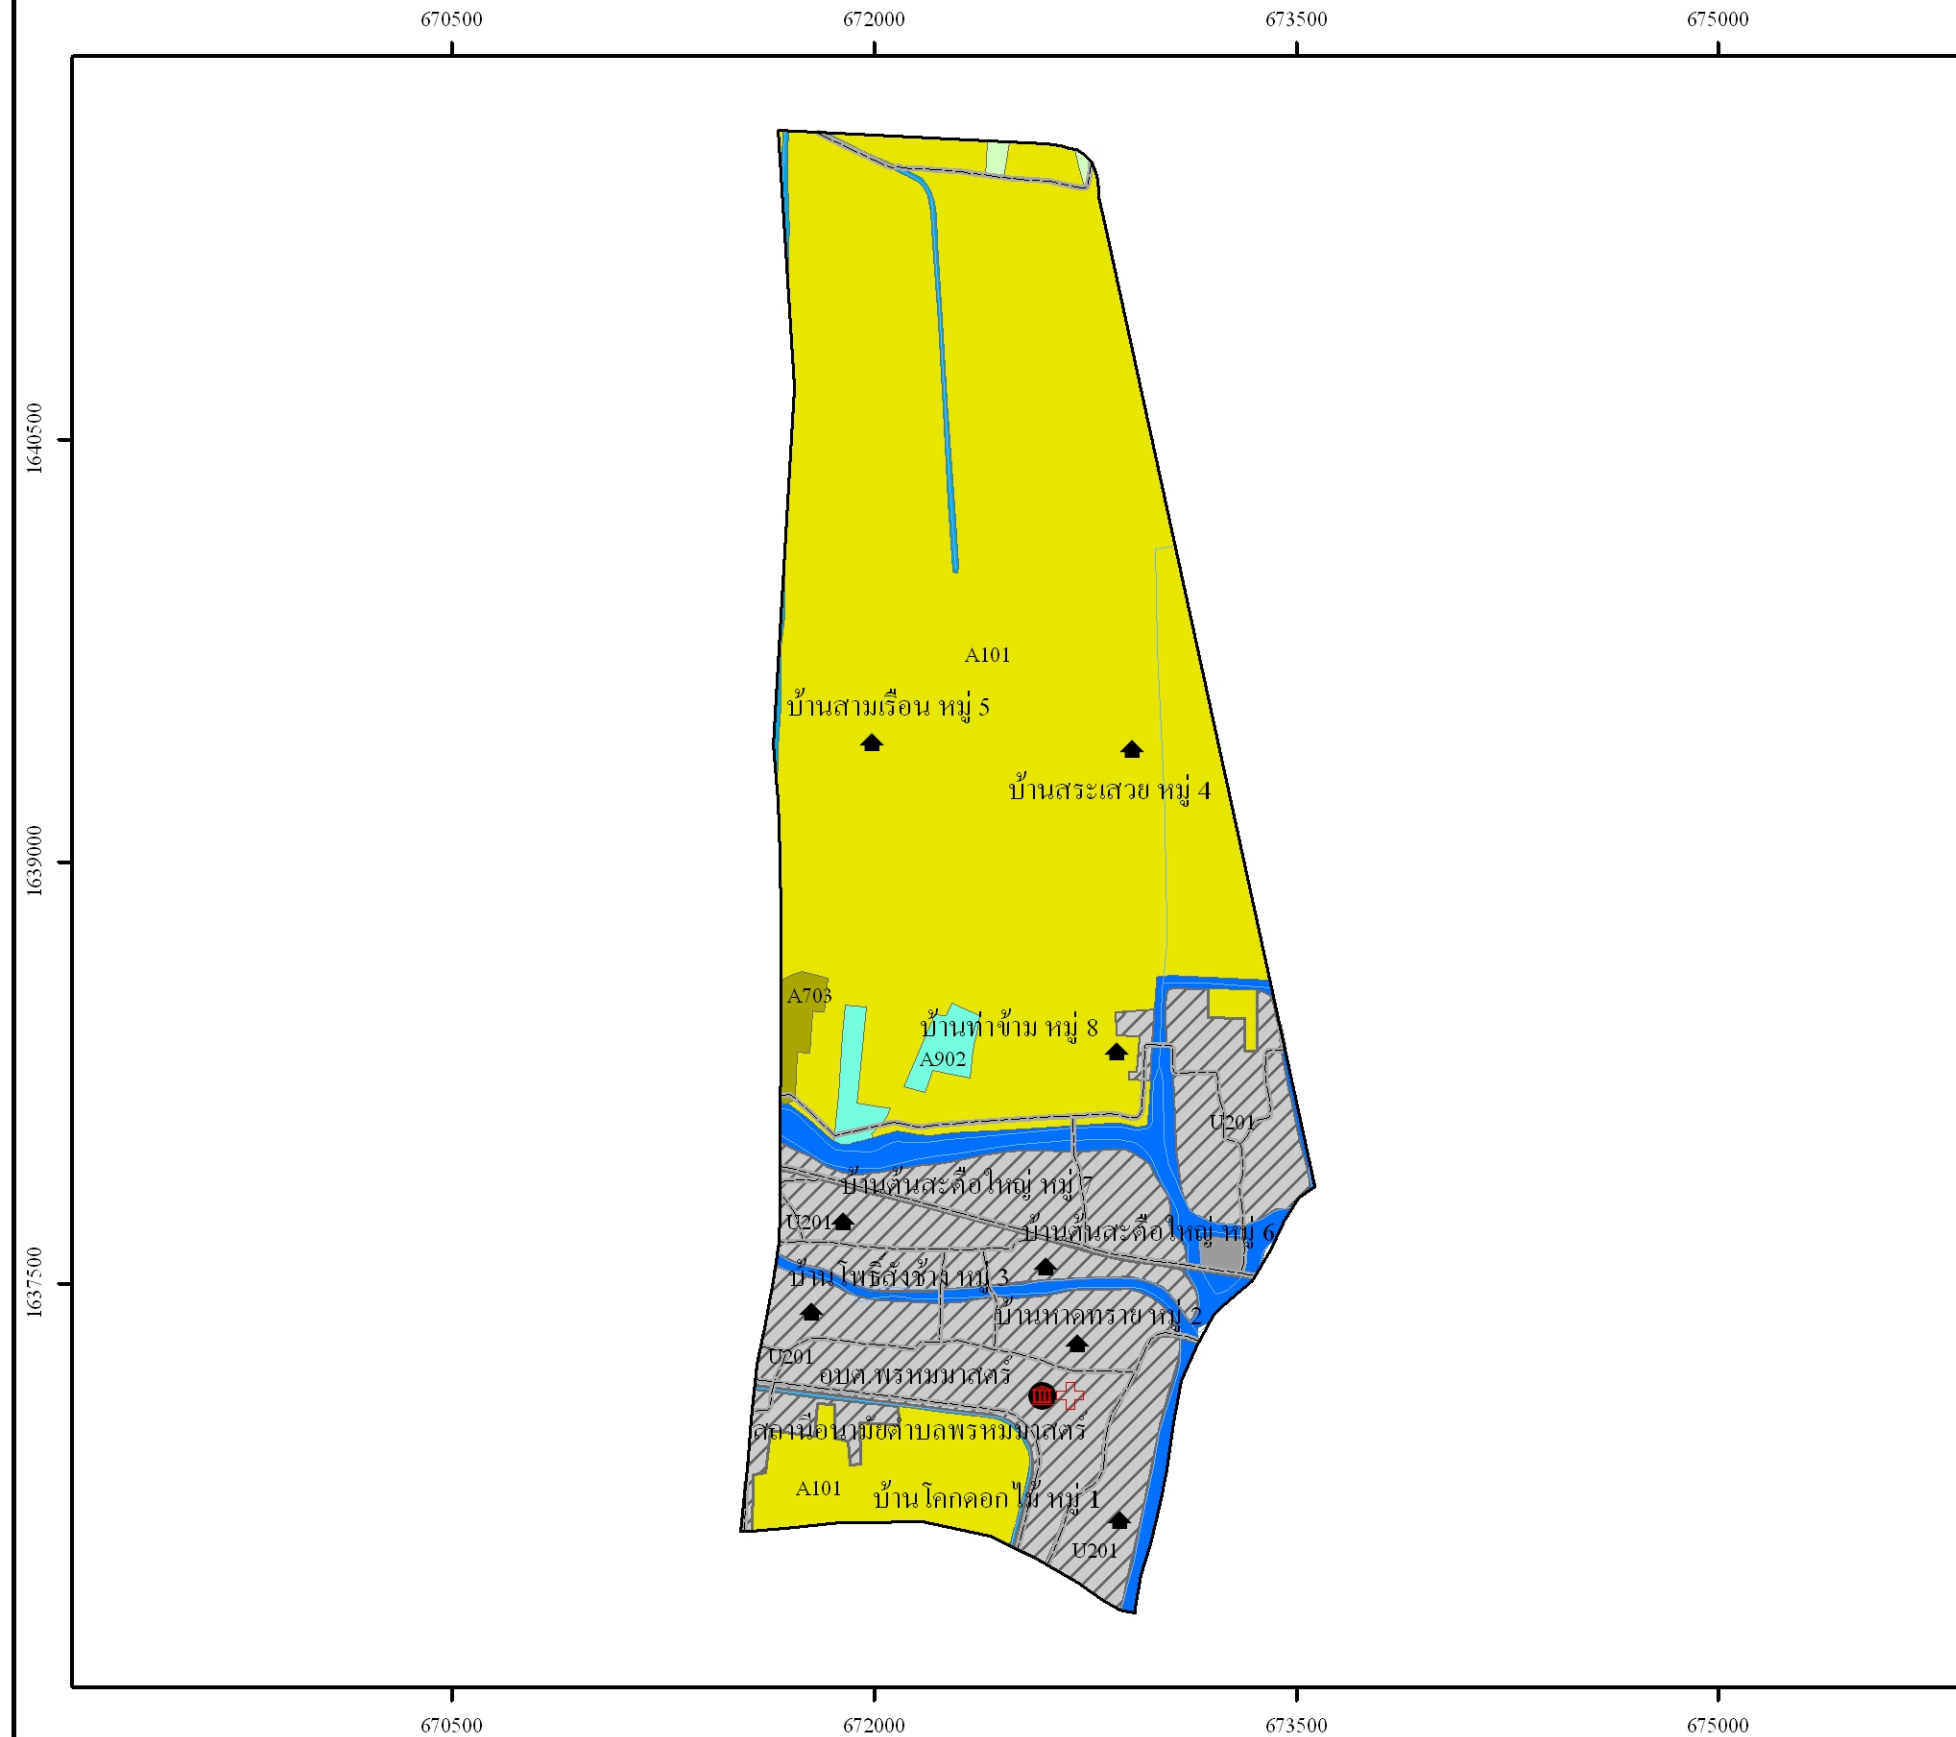 670500 672000 673500 675000
1640500
A101
บ้านสามเรือน หมู่ 5
บ้านสระเสวย หมู่ 4
1639000
A703
บ้านท่าข้าม หมู่ 8
A902
U201
บ้านต้นสะตือใหญ่ หมู่ 7
U201
บ้านต้นสะตือใหญ่ หมู่ 6
1637500
บ้านโพธิ์สังช้าง หมู่ 3
บ้านหาดทราย หมู่ 2
U201
อบต.พรหมมาสตร์
สถานีอนามัยตำบลพรหมมาสตร์
A101
บ้านโคกดอกไม้ หมู่ 1
U201
670500 672000 673500 675000